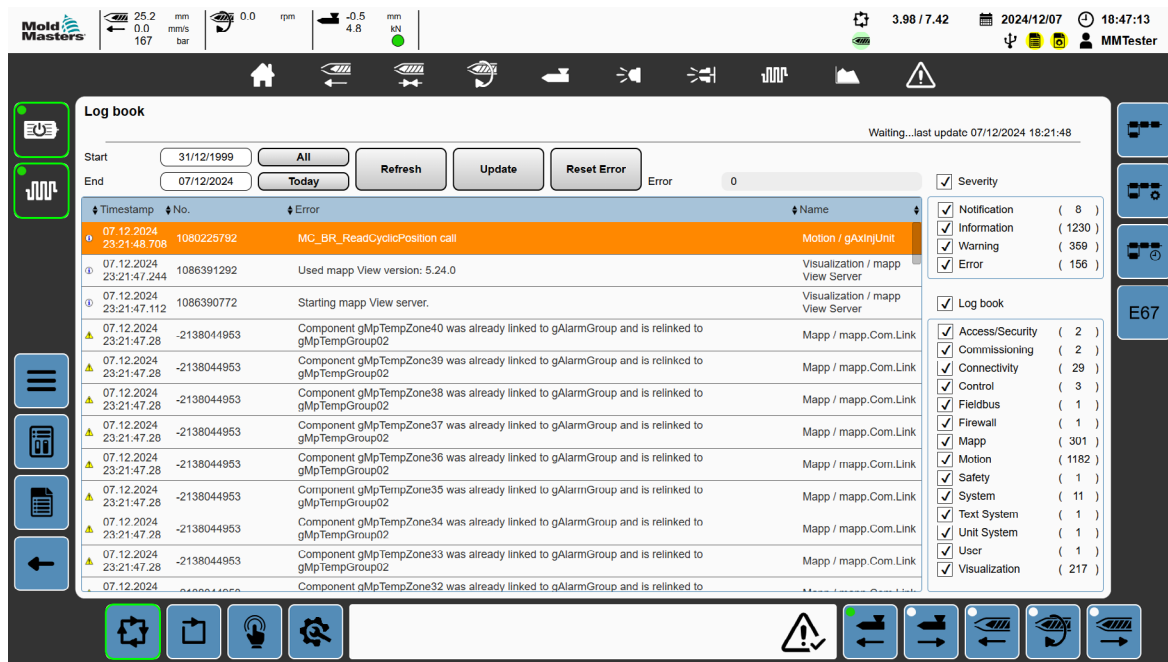 Mold
Masters
25.2 mm
0.0 mm/s
167 bar
0.0 rpm
-0.5 mm
4.8 kN
3.98 / 7.42
2024/12/07
18:47:13
MMTester
Log book
Waiting...last update 07/12/2024 18:21:48
Start 31/12/1999 All
End 07/12/2024 Today
Refresh Update Reset Error Error 0
Timestamp No. Error Name
07.12.2024
23:21:48.708 1080225792 MC_BR_ReadCyclicPosition call Motion / gAxInjUnit
07.12.2024
23:21:47.244 1086391292 Used mapp View version: 5.24.0 Visualization / mapp
View Server
07.12.2024
23:21:47.112 1086390772 Starting mapp View server. Visualization / mapp
View Server
07.12.2024
23:21:47.28 -2138044953 Component gMpTempZone40 was already linked to gAlarmGroup and is relinked to
gMpTempGroup02 Mapp / mapp.Com.Link
07.12.2024
23:21:47.28 -2138044953 Component gMpTempZone39 was already linked to gAlarmGroup and is relinked to
gMpTempGroup02 Mapp / mapp.Com.Link
07.12.2024
23:21:47.28 -2138044953 Component gMpTempZone38 was already linked to gAlarmGroup and is relinked to
gMpTempGroup02 Mapp / mapp.Com.Link
07.12.2024
23:21:47.28 -2138044953 Component gMpTempZone37 was already linked to gAlarmGroup and is relinked to
gMpTempGroup02 Mapp / mapp.Com.Link
07.12.2024
23:21:47.28 -2138044953 Component gMpTempZone36 was already linked to gAlarmGroup and is relinked to
gMpTempGroup02 Mapp / mapp.Com.Link
07.12.2024
23:21:47.28 -2138044953 Component gMpTempZone35 was already linked to gAlarmGroup and is relinked to
gMpTempGroup02 Mapp / mapp.Com.Link
07.12.2024
23:21:47.28 -2138044953 Component gMpTempZone34 was already linked to gAlarmGroup and is relinked to
gMpTempGroup02 Mapp / mapp.Com.Link
07.12.2024
23:21:47.28 -2138044953 Component gMpTempZone33 was already linked to gAlarmGroup and is relinked to
gMpTempGroup02 Mapp / mapp.Com.Link
07.12.2024 Component gMpTempZone32 was already linked to gAlarmGroup and is relinked to
Severity
Notification ( 8 )
Information ( 1230 )
Warning ( 359 )
Error ( 156 )
Log book
Access/Security ( 2 )
Commissioning ( 2 )
Connectivity ( 29 )
Control ( 3 )
Fieldbus ( 1 )
Firewall ( 1 )
Mapp ( 301 )
Motion ( 1182 )
Safety ( 1 )
System ( 11 )
Text System ( 1 )
Unit System ( 1 )
User ( 1 )
Visualization ( 217 )
E67